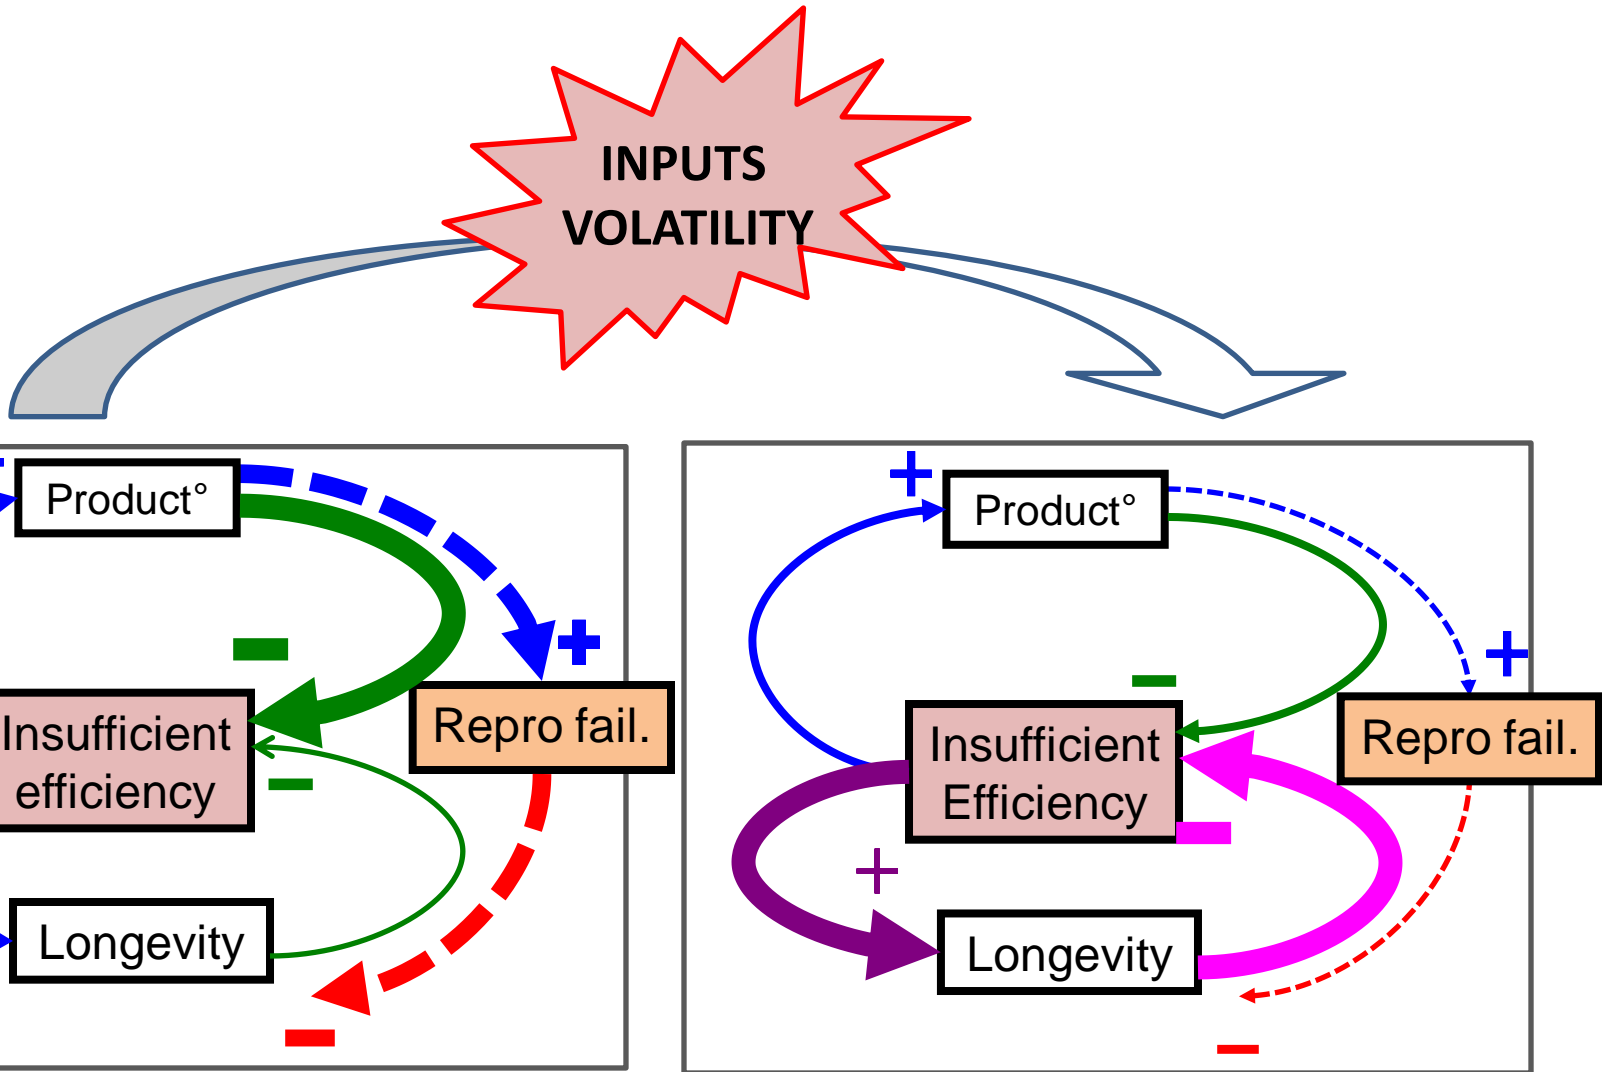 INPUTS
VOLATILITY
Product°
+
Insufficient
efficiency
Repro fail.
Longevity
+
Product°
+
Insufficient
Efficiency
Repro fail.
+
Longevity